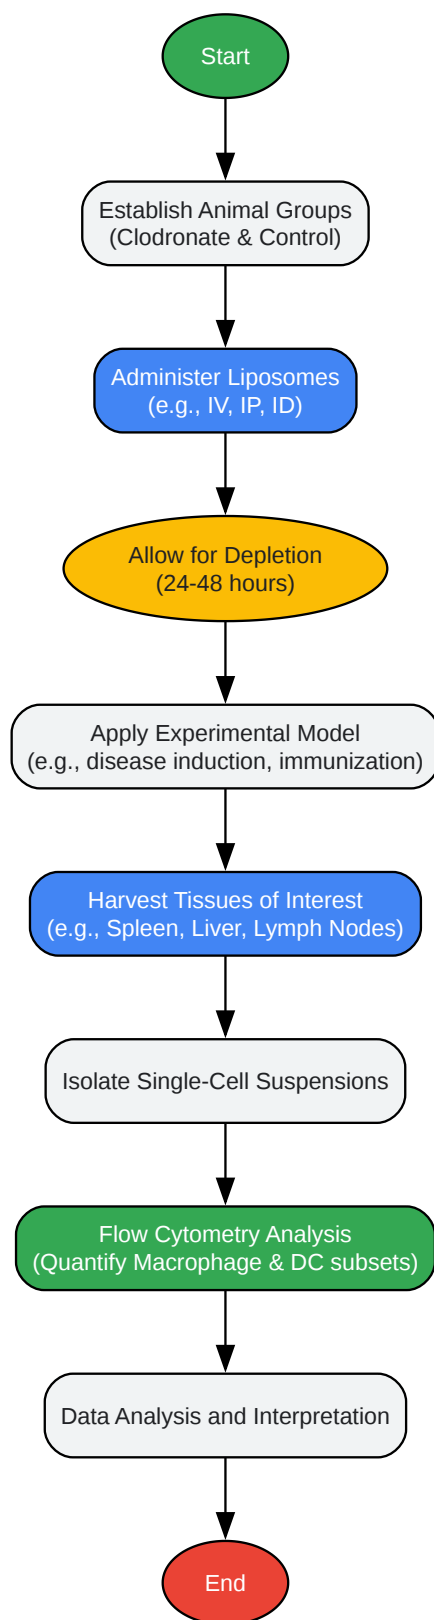 Start
Establish Animal Groups
(Clodronate & Control)
Administer Liposomes
(e.g., IV, IP, ID)
Allow for Depletion
(24-48 hours)
Apply Experimental Model
(e.g., disease induction, immunization)
Harvest Tissues of Interest
(e.g., Spleen, Liver, Lymph Nodes)
Isolate Single-Cell Suspensions
Flow Cytometry Analysis
(Quantify Macrophage & DC subsets)
Data Analysis and Interpretation
End